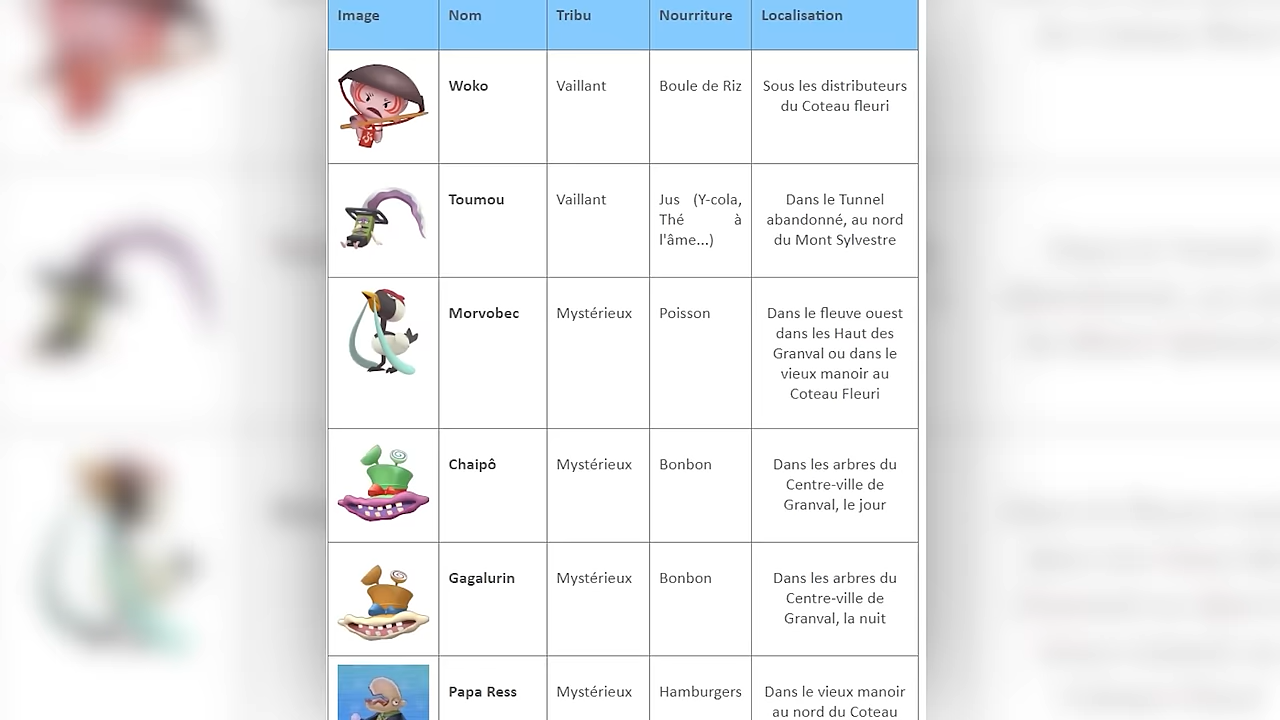 Image Nom Tribu Nourriture Localisation
Woko Vaillant Boule de Riz Sous les distributeurs
du Coteau fleuri
Toumou Vaillant Jus (Y-cola, Dans le Tunnel
Thé à abandonné, au nord
l'âme...) du Mont Sylvestre
Morvobec Mystérieux Poisson Dans le fleuve ouest
dans les Haut des
Granval ou dans le
vieux manoir au
Coteau Fleuri
Chaipô Mystérieux Bonbon Dans les arbres du
Centre-ville de
Granval, le jour
Gagalurin Mystérieux Bonbon Dans les arbres du
Centre-ville de
Granval, la nuit
Papa Ress Mystérieux Hamburgers Dans le vieux manoir
au nord du Coteau